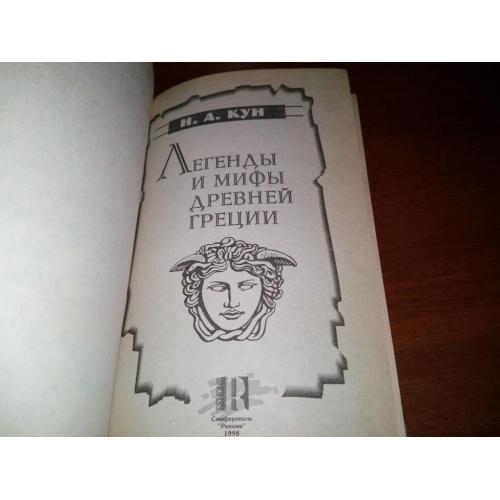 Н. А. КУН
ЛЕГЕНДЫ
И МИФЫ
ДРЕВНЕЙ
ГРЕЦИИ
Симферополь
"Реноме"
1998